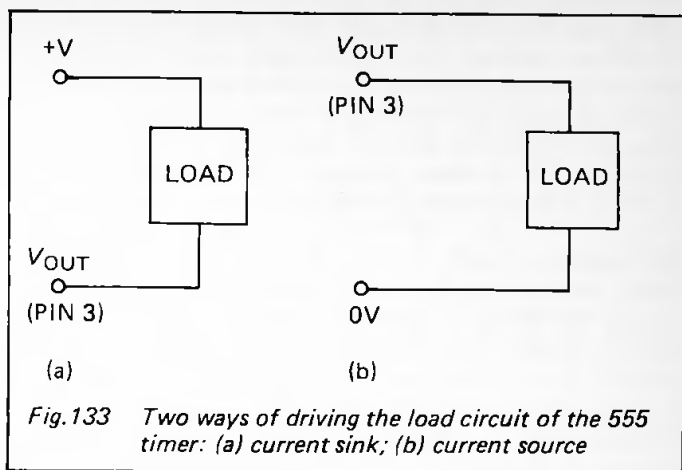 +V
LOAD
VOUT
(PIN 3)
(a)
VOUT
(PIN 3)
LOAD
0V
(b)
Fig.133 Two ways of driving the load circuit of the 555
timer: (a) current sink; (b) current source